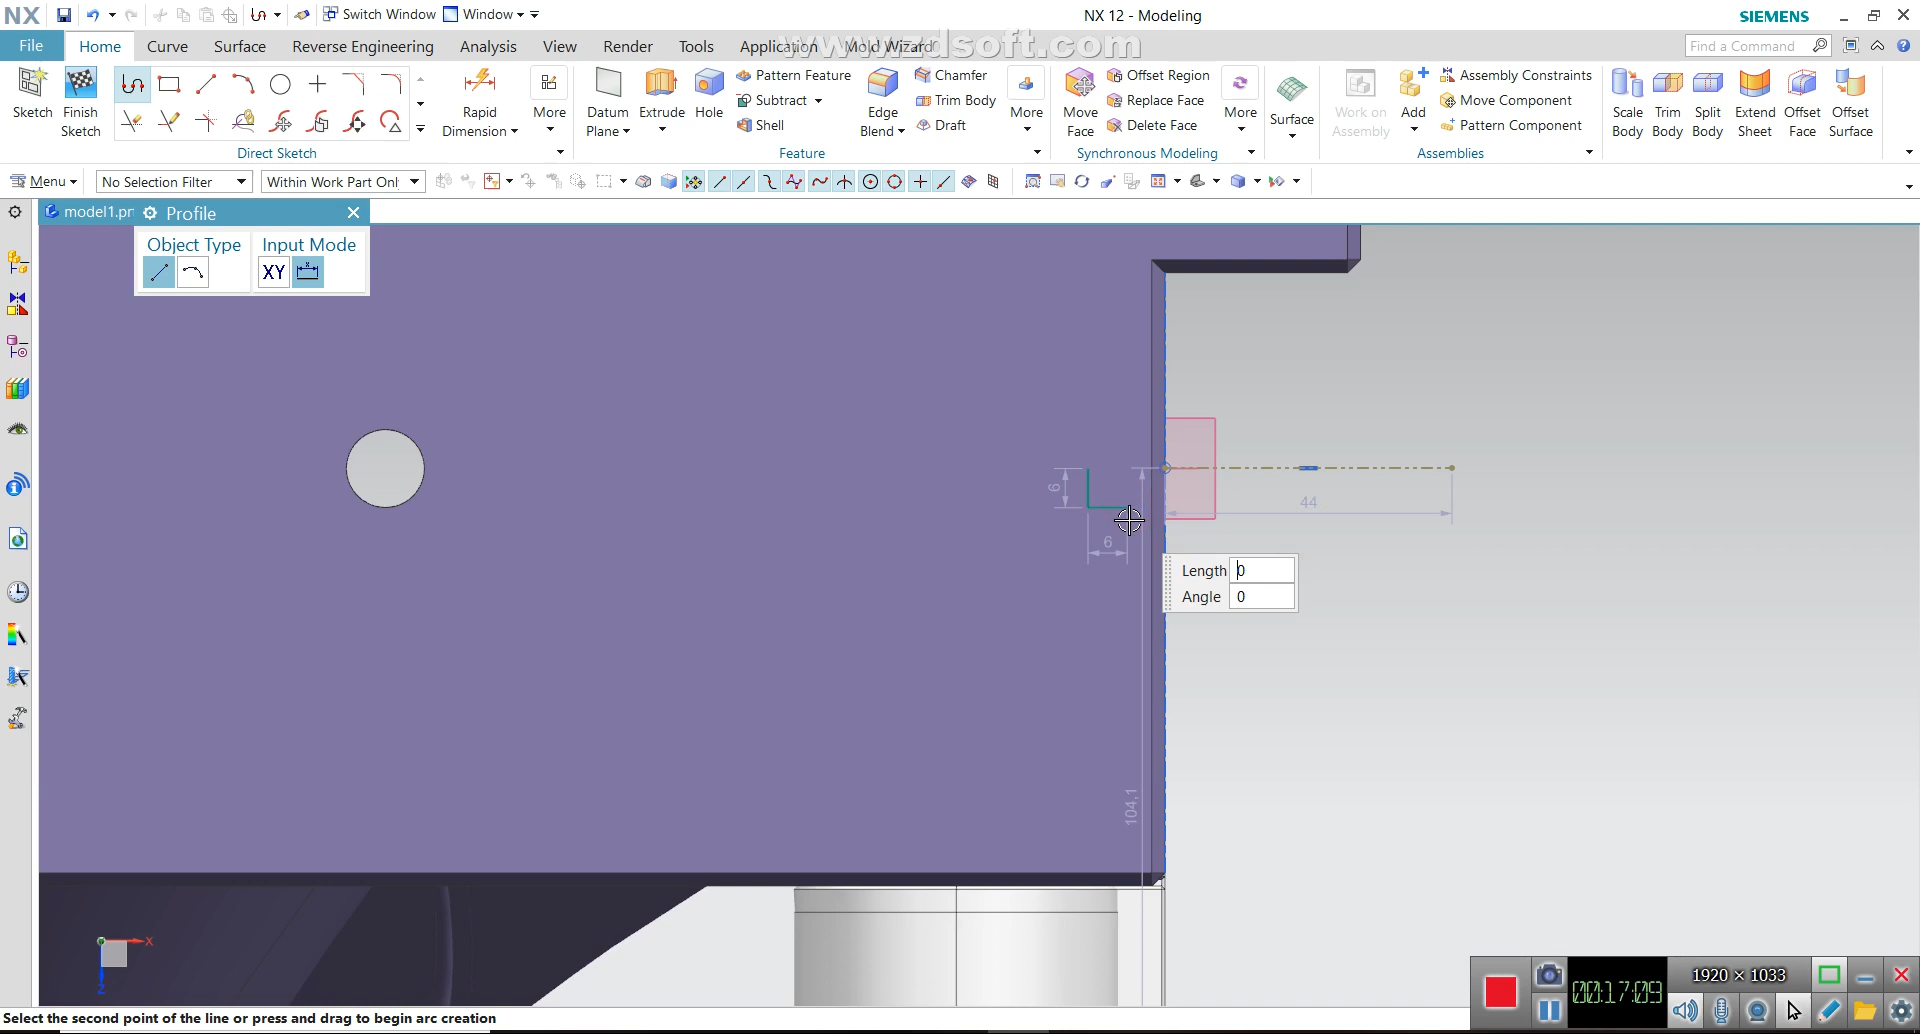 NX Switch Window Window NX 12 - Modeling SIEMENS
File Home Curve Surface Reverse Engineering Analysis View Render Tools Application Mold Wizard Find a Command
www.zdsoft.com
Sketch
Finish Sketch
Direct Sketch
Rapid Dimension
More
Datum Plane
Extrude
Hole
Pattern Feature
Subtract
Shell
Edge Blend
Chamfer
Trim Body
Draft
More
Feature
Move Face
Offset Region
Replace Face
Delete Face
More
Synchronous Modeling
Surface
Work on Assembly
Add
Assembly Constraints
Move Component
Pattern Component
Assemblies
Scale Body
Trim Body
Split Body
Extend Sheet
Offset Face
Offset Surface
Menu No Selection Filter Within Work Part Onl
model1.pr Profile
Object Type Input Mode
XY
6
6
44
104,1
Length 0
Angle 0
X
Z
1920 × 1033
00:17:09
Select the second point of the line or press and drag to begin arc creation